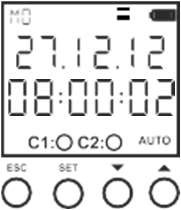 MO
27.12.12
08:00:02
C1:○ C2:○ AUTO
ESC SET ▼ ▲